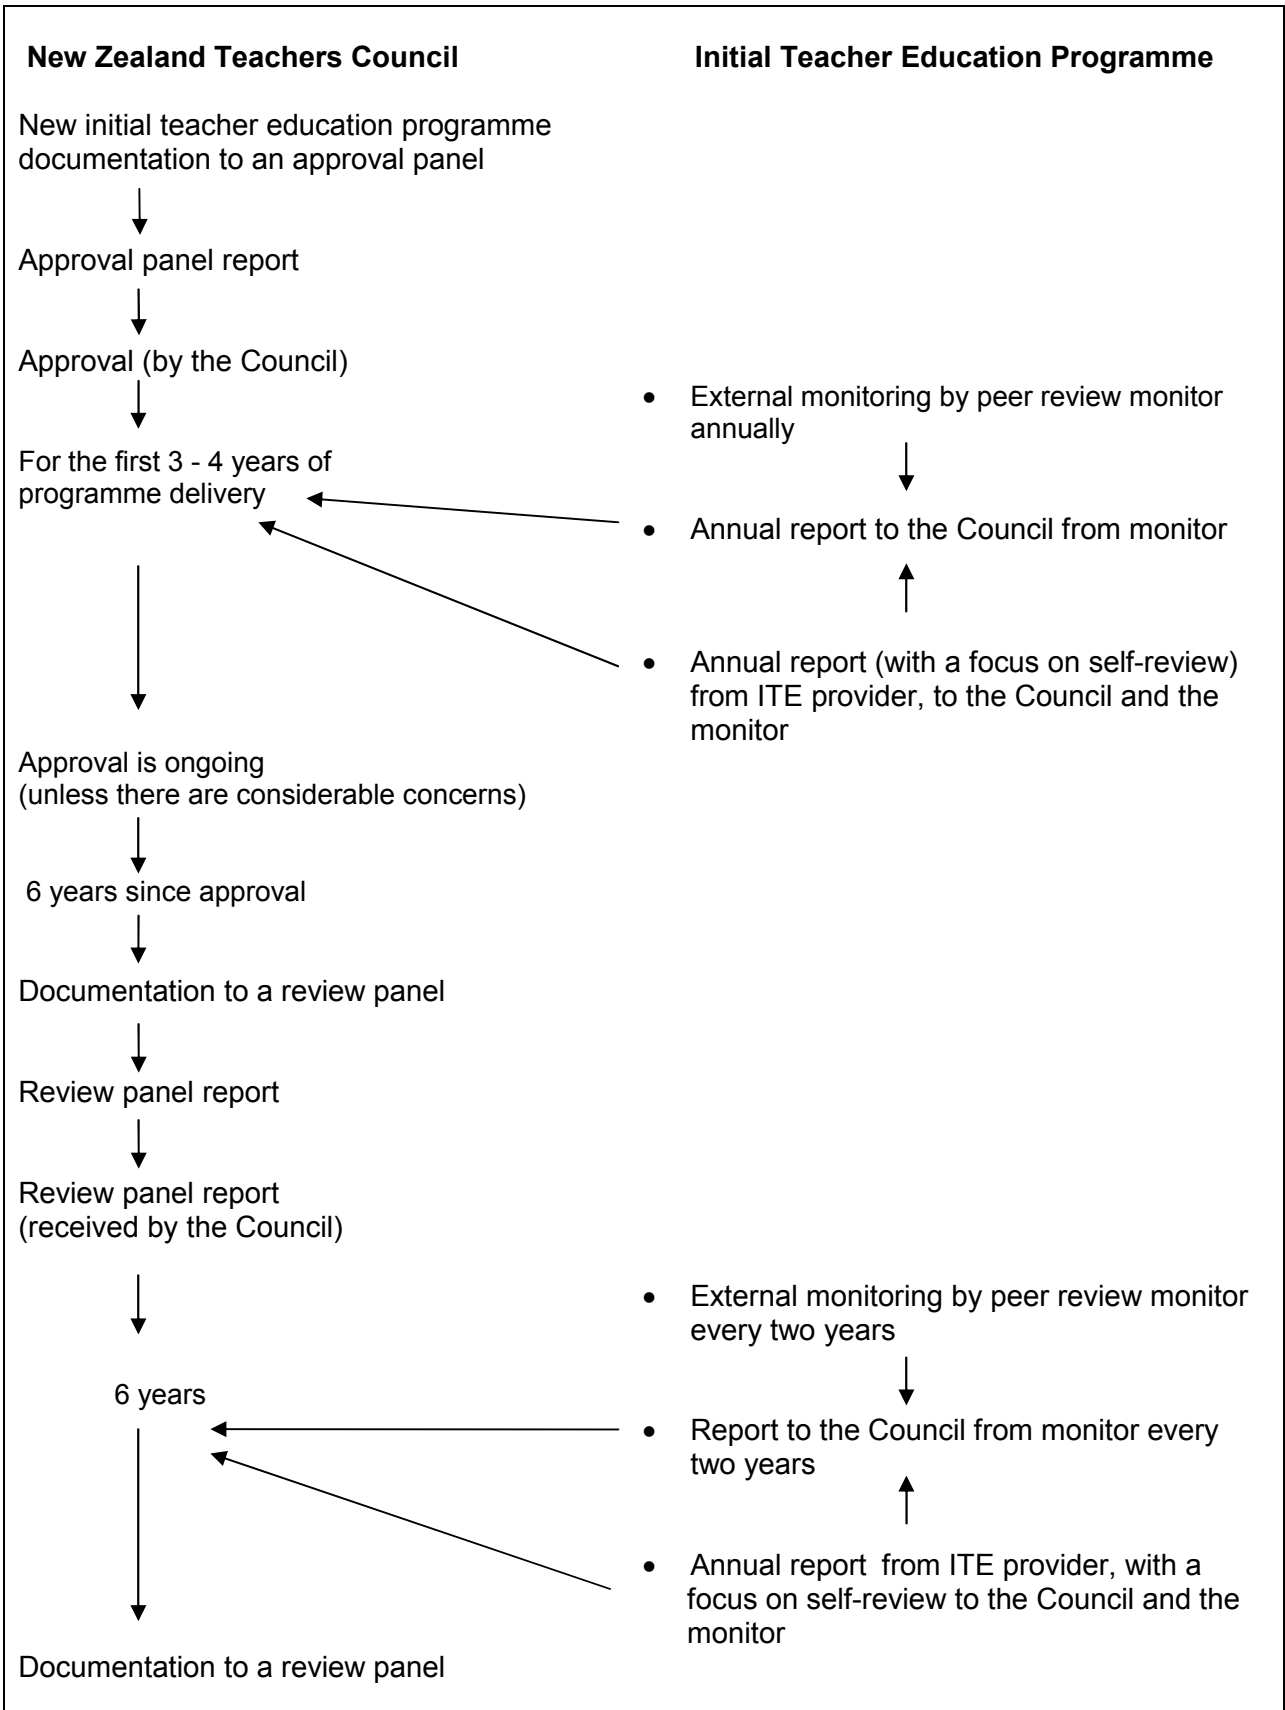 New Zealand Teachers Council
Initial Teacher Education Programme
New initial teacher education programme
documentation to an approval panel
Approval panel report
Approval (by the Council)
For the first 3 - 4 years of
programme delivery
• External monitoring by peer review monitor
annually
• Annual report to the Council from monitor
• Annual report (with a focus on self-review)
from ITE provider, to the Council and the
monitor
Approval is ongoing
(unless there are considerable concerns)
6 years since approval
Documentation to a review panel
Review panel report
Review panel report
(received by the Council)
6 years
• External monitoring by peer review monitor
every two years
• Report to the Council from monitor every
two years
• Annual report from ITE provider, with a
focus on self-review to the Council and the
monitor
Documentation to a review panel